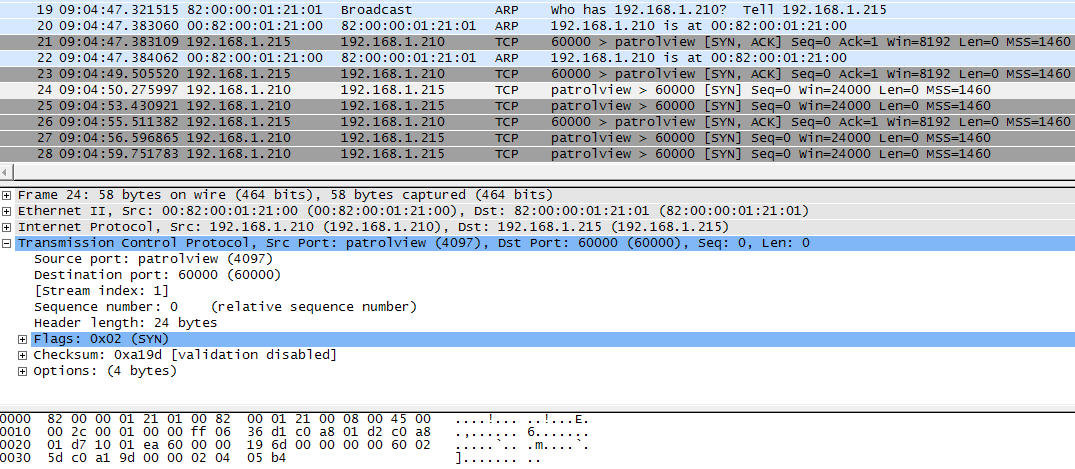 19 09:04:47.321515 82:00:00:01:21:01 Broadcast ARP Who has 192.168.1.210? Tell 192.168.1.215
20 09:04:47.383060 00:82:00:01:21:00 82:00:00:01:21:01 ARP 192.168.1.210 is at 00:82:00:01:21:00
21 09:04:47.383109 192.168.1.215 192.168.1.210 TCP 60000 > patrolview [SYN, ACK] Seq=0 Ack=1 Win=8192 Len=0 MSS=1460
22 09:04:47.384062 00:82:00:01:21:00 82:00:00:01:21:01 ARP 192.168.1.210 is at 00:82:00:01:21:00
23 09:04:49.505520 192.168.1.215 192.168.1.210 TCP 60000 > patrolview [SYN, ACK] Seq=0 Ack=1 Win=8192 Len=0 MSS=1460
24 09:04:50.275997 192.168.1.210 192.168.1.215 TCP patrolview > 60000 [SYN] Seq=0 Win=24000 Len=0 MSS=1460
25 09:04:53.430921 192.168.1.210 192.168.1.215 TCP patrolview > 60000 [SYN] Seq=0 Win=24000 Len=0 MSS=1460
26 09:04:55.511382 192.168.1.215 192.168.1.210 TCP 60000 > patrolview [SYN, ACK] Seq=0 Ack=1 Win=8192 Len=0 MSS=1460
27 09:04:56.596865 192.168.1.210 192.168.1.215 TCP patrolview > 60000 [SYN] Seq=0 Win=24000 Len=0 MSS=1460
28 09:04:59.751783 192.168.1.210 192.168.1.215 TCP patrolview > 60000 [SYN] Seq=0 Win=24000 Len=0 MSS=1460
Frame 24: 58 bytes on wire (464 bits), 58 bytes captured (464 bits)
Ethernet II, Src: 00:82:00:01:21:00 (00:82:00:01:21:00), Dst: 82:00:00:01:21:01 (82:00:00:01:21:01)
Internet Protocol, Src: 192.168.1.210 (192.168.1.210), Dst: 192.168.1.215 (192.168.1.215)
Transmission Control Protocol, Src Port: patrolview (4097), Dst Port: 60000 (60000), Seq: 0, Len: 0
Source port: patrolview (4097)
Destination port: 60000 (60000)
[Stream index: 1]
Sequence number: 0 (relative sequence number)
Header length: 24 bytes
Flags: 0x02 (SYN)
Checksum: 0xa19d [validation disabled]
Options: (4 bytes)
0000 82 00 00 01 21 01 00 82 00 01 21 00 08 00 45 00 ....!... ..!...E.
0010 00 2c 00 01 00 00 ff 06 36 d1 c0 a8 01 d2 c0 a8 .,...... 6.......
0020 01 d7 10 01 ea 60 00 00 19 6d 00 00 00 00 60 02 .....`.. .m....`.
0030 5d c0 a1 9d 00 00 02 04 05 b4 ]....... ..